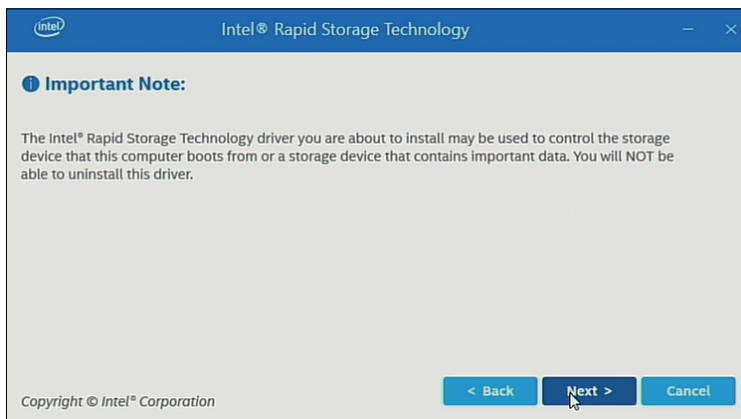 intel
Intel® Rapid Storage Technology
Important Note:
The Intel® Rapid Storage Technology driver you are about to install may be used to control the storage
device that this computer boots from or a storage device that contains important data. You will NOT be
able to uninstall this driver.
Copyright © Intel® Corporation
< Back
Next >
Cancel